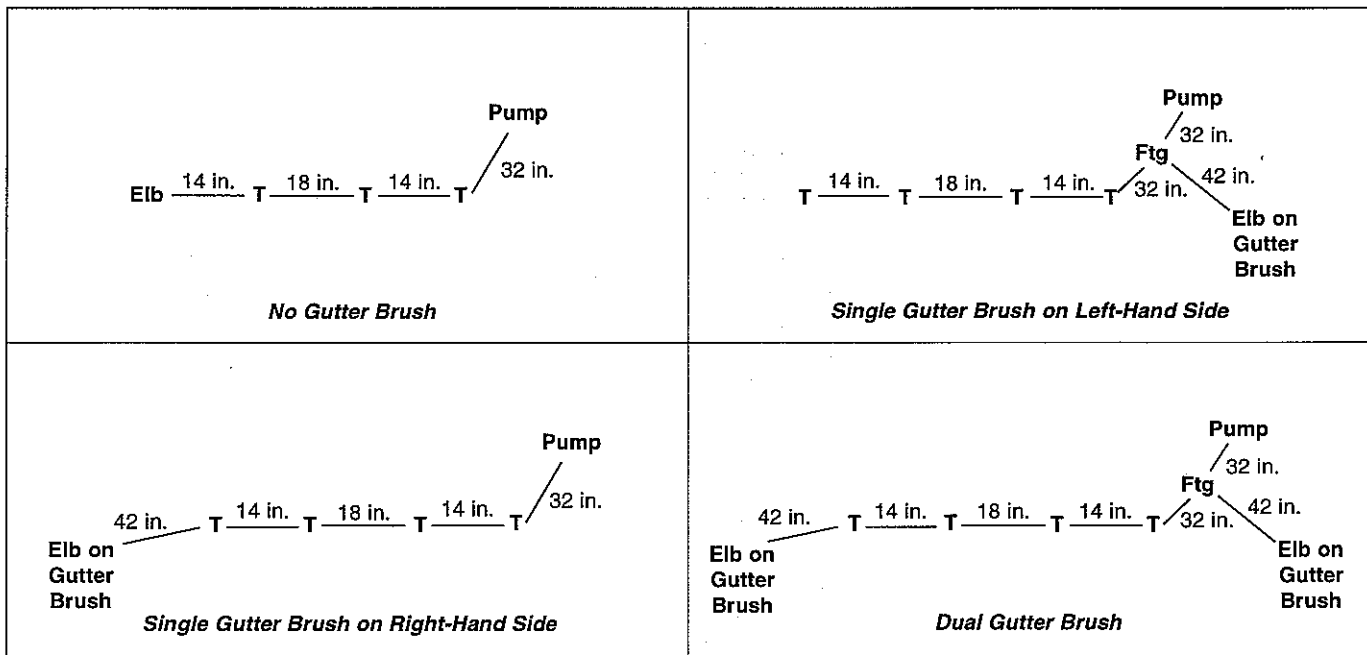 Pump
32 in.
Elb 14 in. T 18 in. T 14 in. T
No Gutter Brush
Pump
32 in.
Ftg
T 14 in. T 18 in. T 14 in. T 32 in. 42 in.
Elb on
Gutter
Brush
Single Gutter Brush on Left-Hand Side
Pump
32 in.
42 in. T 14 in. T 18 in. T 14 in. T
Elb on
Gutter
Brush
Single Gutter Brush on Right-Hand Side
Pump
32 in.
Ftg
42 in. T 14 in. T 18 in. T 14 in. T 32 in. 42 in.
Elb on
Gutter
Brush
Elb on
Gutter
Brush
Dual Gutter Brush